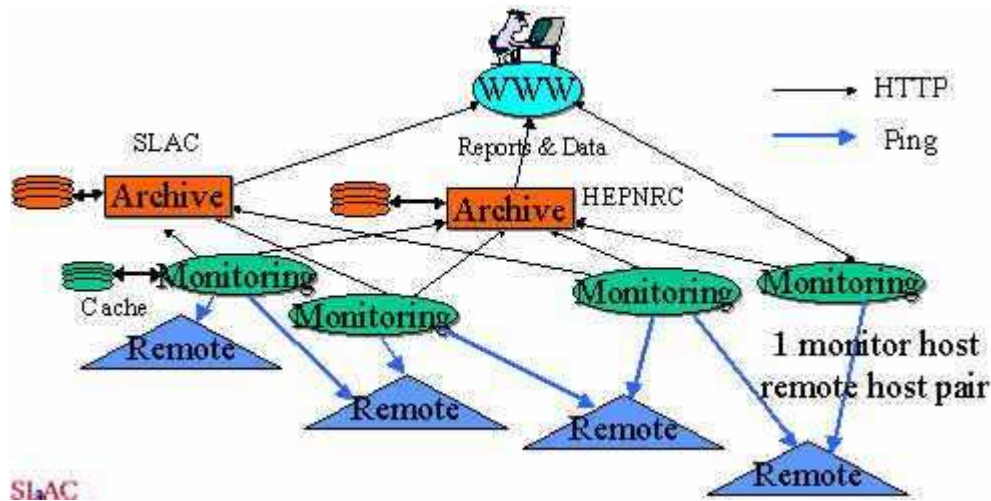 WWW
HTTP
Ping
SLAC
Reports & Data
Archive
Archive
HEPNRC
Monitoring
Monitoring
Monitoring
Monitoring
Cache
Remote
Remote
Remote
Remote
1 monitor host
remote host pair
SLAC